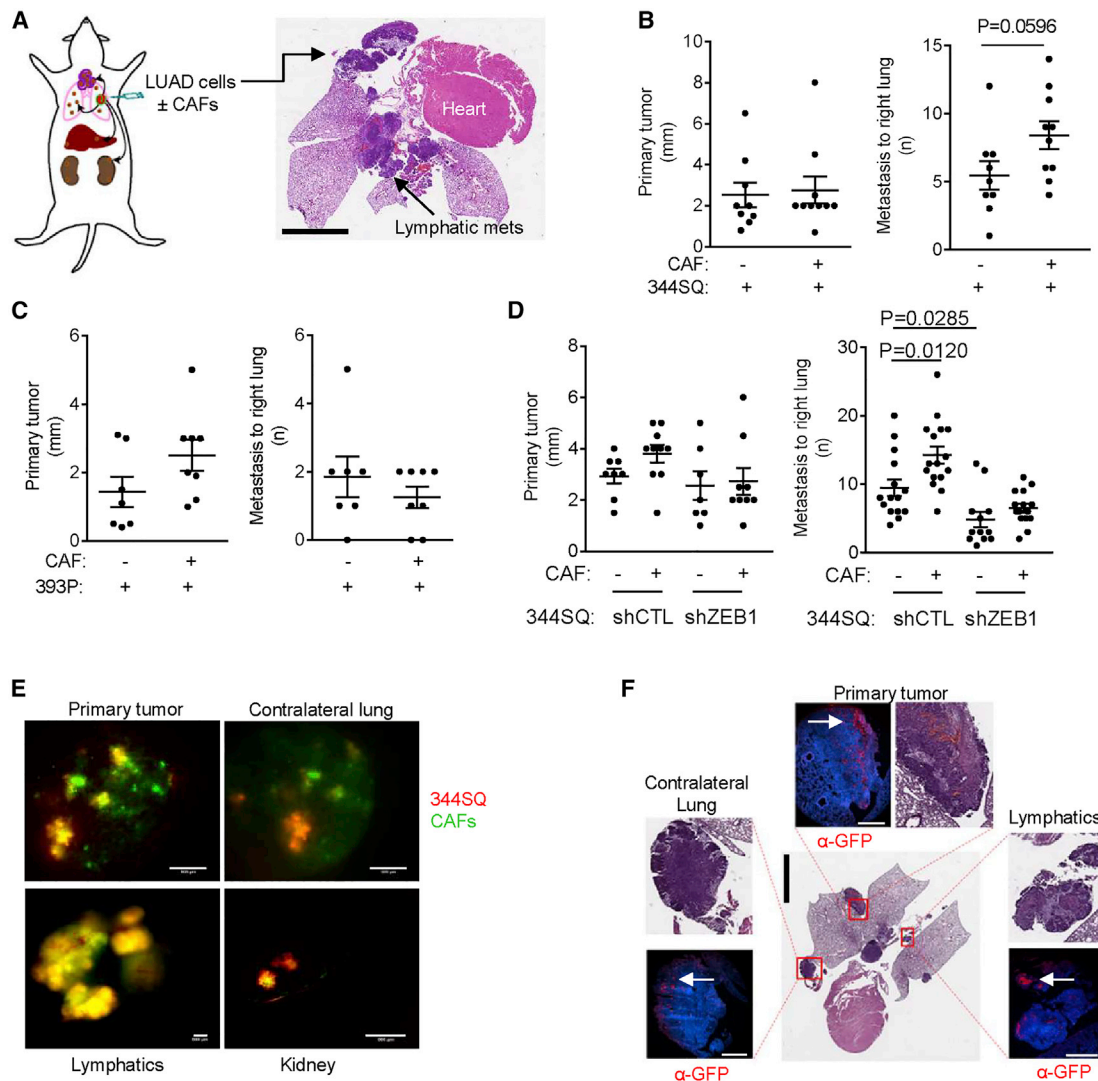 A
LUAD cells
± CAFs
Heart
Lymphatic mets
B
Primary tumor
(mm)
10
8
6
4
2
0
CAF: - +
344SQ: + +
Metastasis to right lung
(n)
P=0.0596
15
10
5
0
- +
+ +
C
Primary tumor
(mm)
6
4
2
0
CAF: - +
393P: + +
Metastasis to right lung
(n)
6
4
2
0
- +
+ +
D
Primary tumor
(mm)
8
6
4
2
0
CAF: - + - +
344SQ: shCTL shZEB1
Metastasis to right lung
(n)
P=0.0285
P=0.0120
30
20
10
0
CAF: - + - +
344SQ: shCTL shZEB1
E
Primary tumor
Contralateral lung
344SQ
CAFs
Lymphatics
Kidney
F
Primary tumor
α-GFP
Contralateral
Lung
Lymphatics
α-GFP
α-GFP